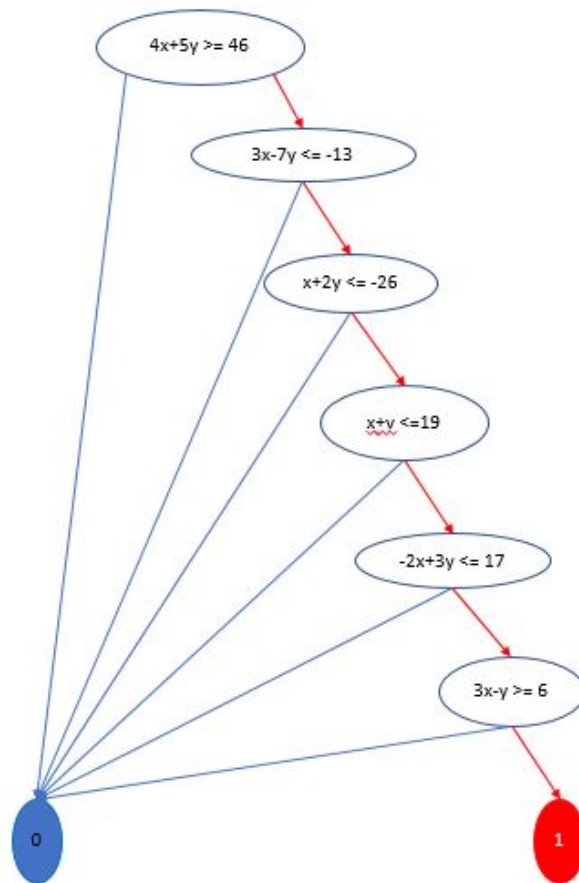 4x+5y >= 46
3x-7y <= -13
x+2y <= -26
x+y <=19
-2x+3y <= 17
3x-y >= 6
0
1